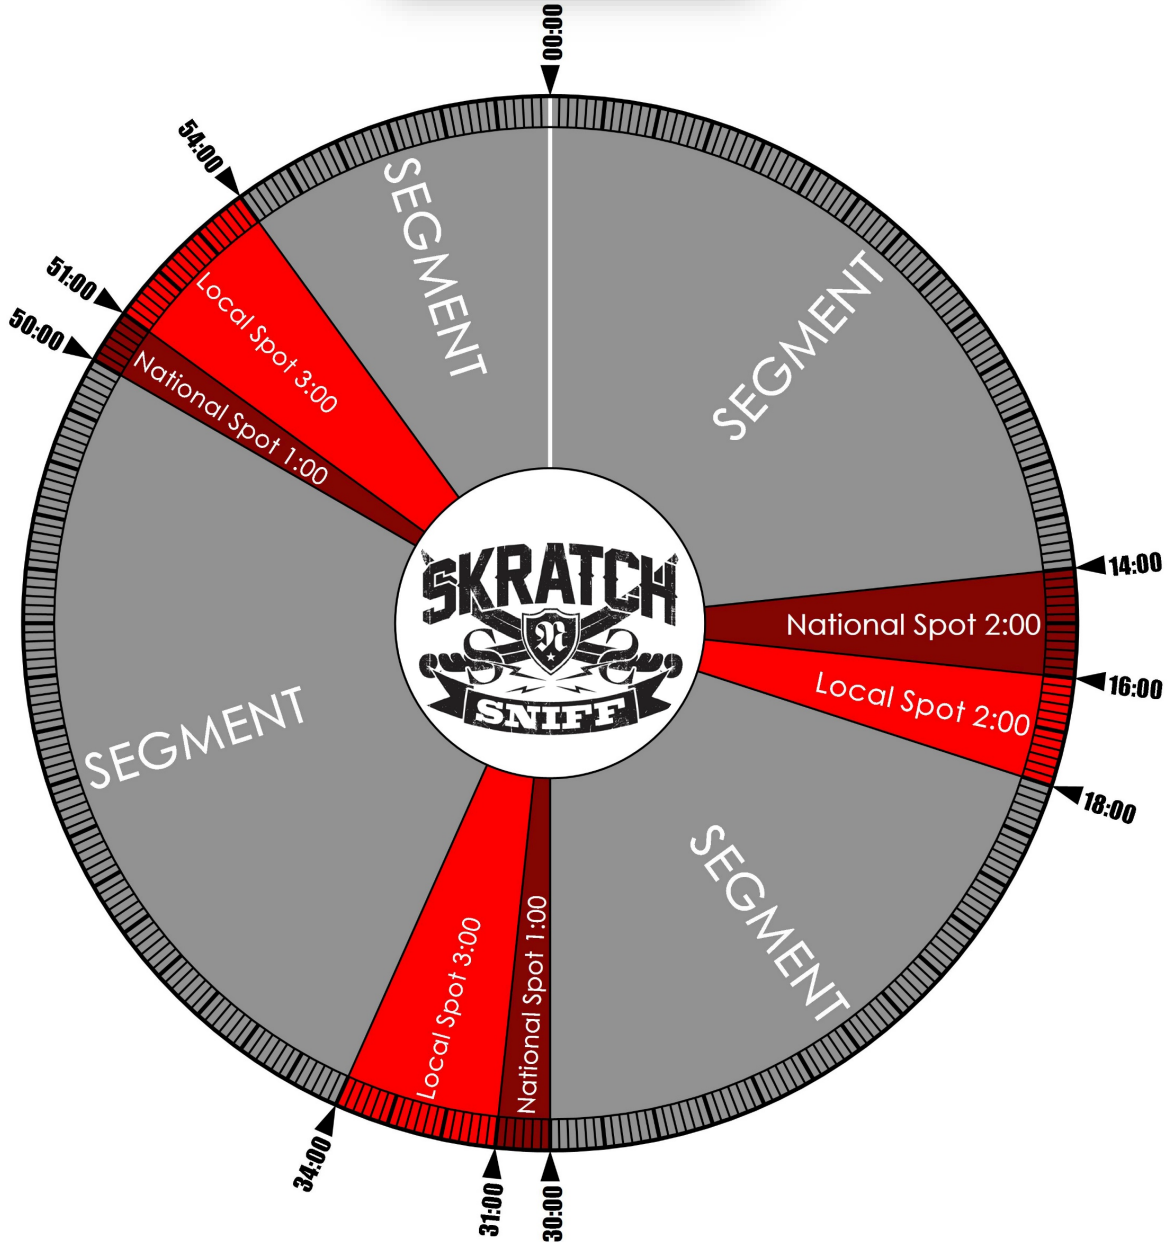 00:00
SEGMENT
14:00
National Spot 2:00
16:00
Local Spot 2:00
18:00
SEGMENT
30:00
National Spot 1:00
31:00
Local Spot 3:00
34:00
SEGMENT
50:00
National Spot 1:00
51:00
Local Spot 3:00
54:00
SEGMENT
SKRATCH
N
SNIFF